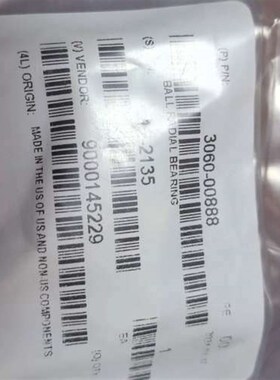 (P) P/N:
3060-00888
BALL RADIAL BEARING
2135
(V) VENDOR:
9000145229
1
EA
(4L) ORIGIN:
MADE IN THE US OF US AND NON US COMPONENTS